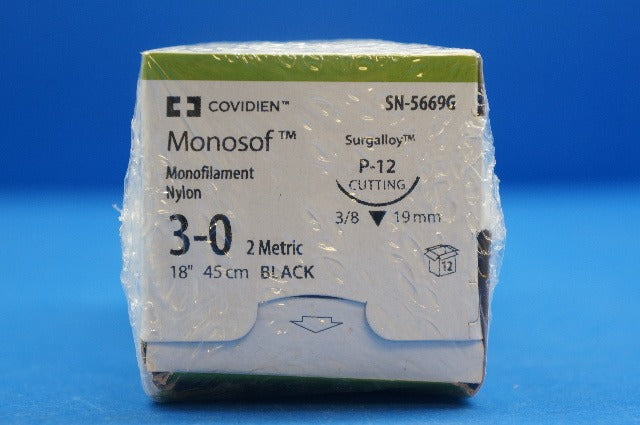 COVIDIEN™
SN-5669G
Monosof™
Monofilament
Nylon
3-0 2 Metric
18" 45 cm BLACK
Surgalloy™
P-12
CUTTING
3/8 19 mm
12